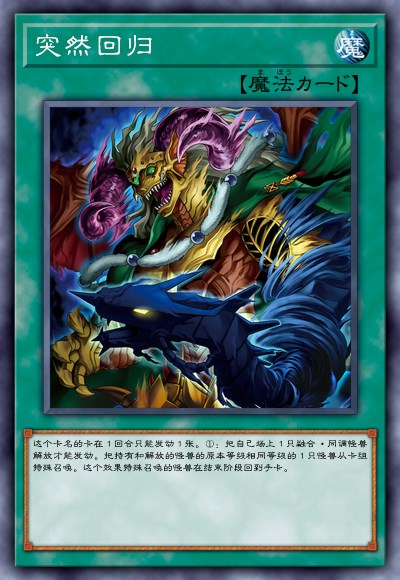 突然回归
魔
【魔法カード】
まほう
这个卡名的卡在1回合只能发动1张。①：把自己场上1只融合·同调怪兽
解放才能发动。把持有和解放的怪兽的原本等级相同等级的1只怪兽从卡组
特殊召唤。这个效果特殊召唤的怪兽在结束阶段回到手卡。